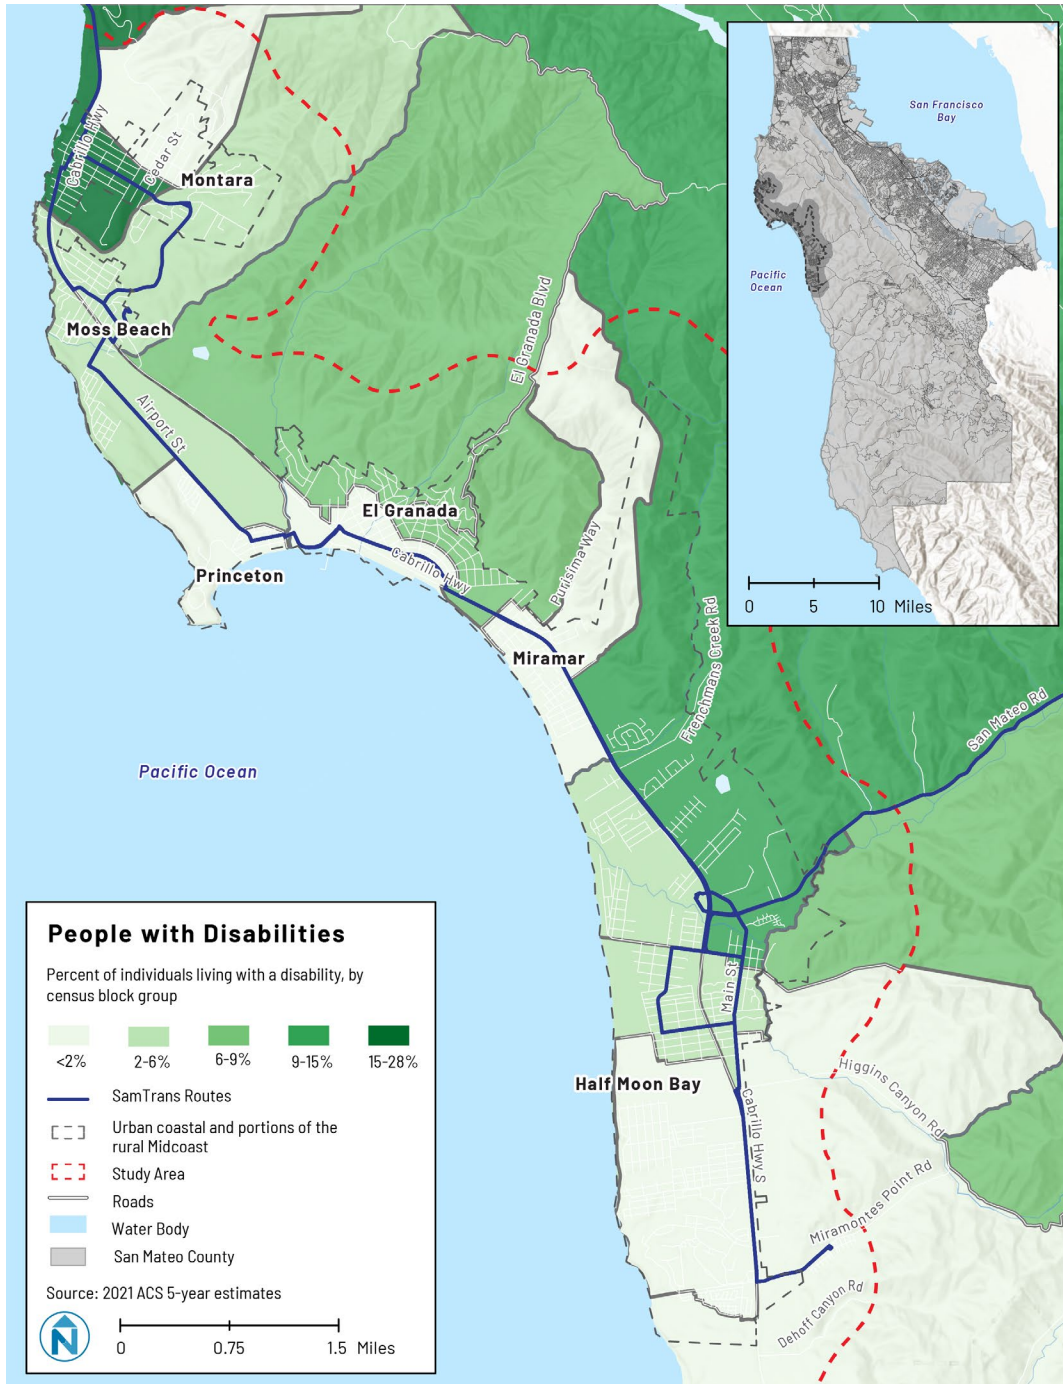 Cabrillo Hwy
Cedar St
Montara
Moss Beach
Airport St
El Granada Blvd
El Granada
Cabrillo Hwy
Princeton
Purisima Way
Miramar
Frenchmans Creek Rd
San Mateo Rd
Pacific Ocean
Main St
Half Moon Bay
Higgins Canyon Rd
Cabrillo Hwy S
Miramontes Point Rd
Dehoff Canyon Rd
San Francisco
Bay
Pacific
Ocean
0 5 10 Miles
People with Disabilities
Percent of individuals living with a disability, by
census block group
<2% 2-6% 6-9% 9-15% 15-28%
SamTrans Routes
Urban coastal and portions of the
rural Midcoast
Study Area
Roads
Water Body
San Mateo County
Source: 2021 ACS 5-year estimates
N
0 0.75 1.5 Miles